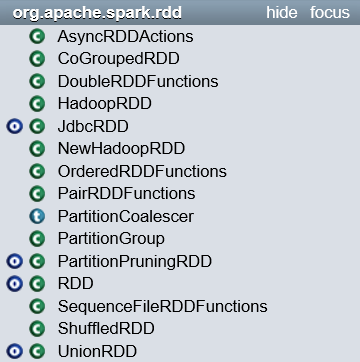 org.apache.spark.rdd hide focus
C AsyncRDDActions
C CoGroupedRDD
C DoubleRDDFunctions
C HadoopRDD
O C JdbcRDD
C NewHadoopRDD
C OrderedRDDFunctions
C PairRDDFunctions
t PartitionCoalescer
C PartitionGroup
O C PartitionPruningRDD
O C RDD
C SequenceFileRDDFunctions
C ShuffledRDD
O C UnionRDD